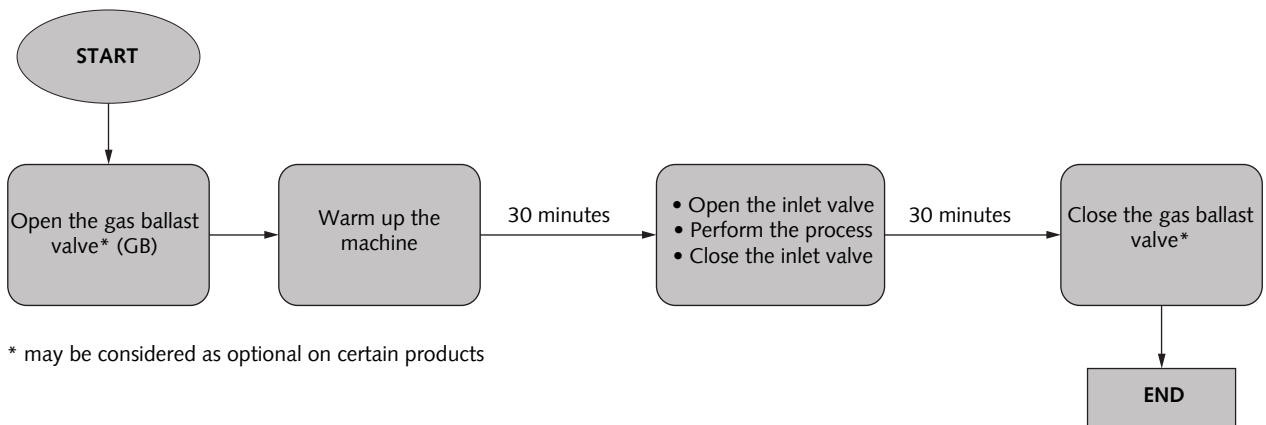 START
Open the gas ballast
valve* (GB)
Warm up the
machine
30 minutes
• Open the inlet valve
• Perform the process
• Close the inlet valve
30 minutes
Close the gas ballast
valve*
* may be considered as optional on certain products
END